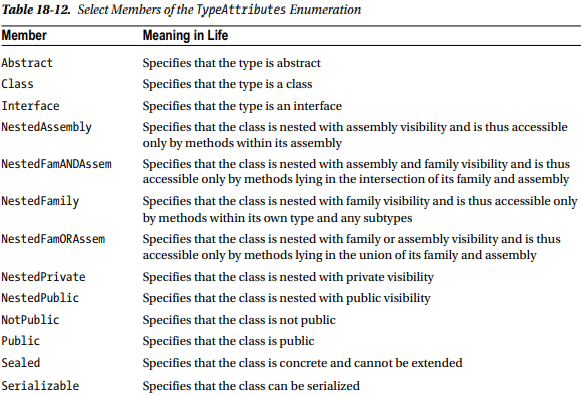 Table 18-12. Select Members of the TypeAttributes Enumeration
Member Meaning in Life
Abstract Specifies that the type is abstract
Class Specifies that the type is a class
Interface Specifies that the type is an interface
NestedAssembly Specifies that the class is nested with assembly visibility and is thus accessible
only by methods within its assembly
NestedFamANDAssem Specifies that the class is nested with assembly and family visibility and is thus
accessible only by methods lying in the intersection of its family and assembly
NestedFamily Specifies that the class is nested with family visibility and is thus accessible only
by methods within its own type and any subtypes
NestedFamORAssem Specifies that the class is nested with family or assembly visibility and is thus
accessible only by methods lying in the union of its family and assembly
NestedPrivate Specifies that the class is nested with private visibility
NestedPublic Specifies that the class is nested with public visibility
NotPublic Specifies that the class is not public
Public Specifies that the class is public
Sealed Specifies that the class is concrete and cannot be extended
Serializable Specifies that the class can be serialized